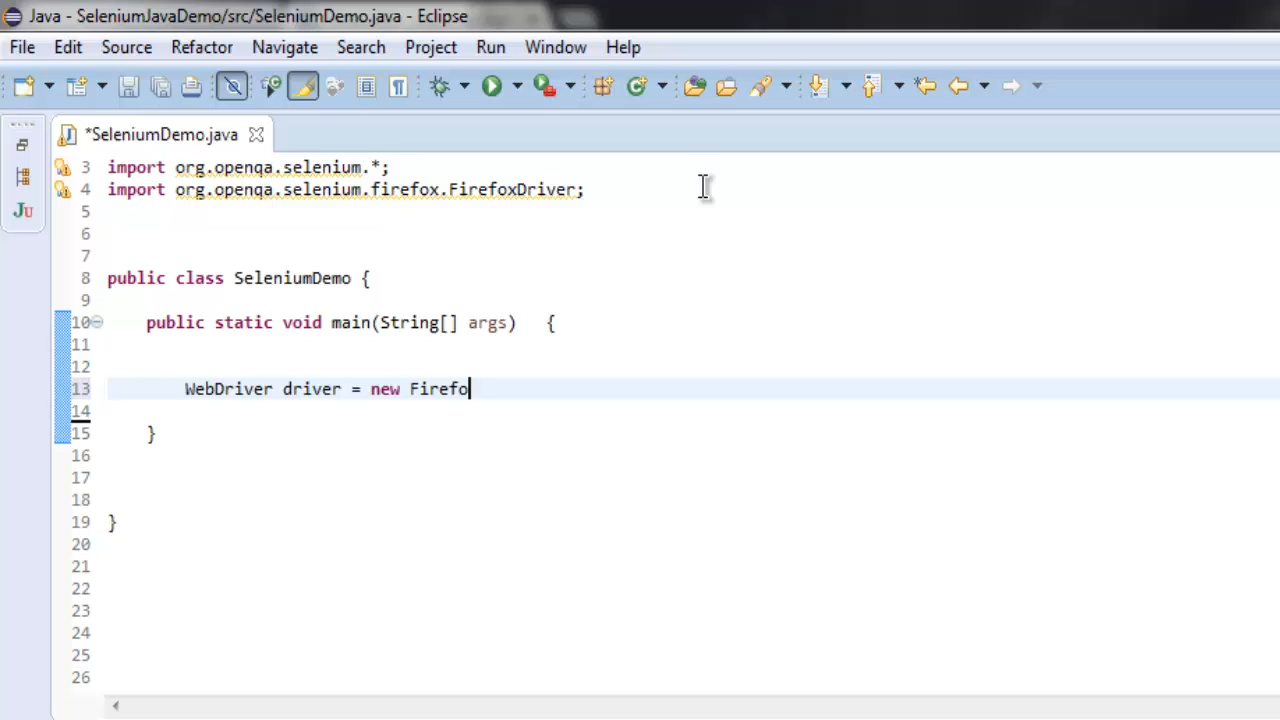 Java - SeleniumJavaDemo/src/SeleniumDemo.java - Eclipse
File Edit Source Refactor Navigate Search Project Run Window Help
*SeleniumDemo.java
3 import org.openqa.selenium.*;
4 import org.openqa.selenium.firefox.FirefoxDriver;
5
6
7
8 public class SeleniumDemo {
9
10 public static void main(String[] args) {
11
12
13 WebDriver driver = new Firefo
14
15 }
16
17
18
19 }
20
21
22
23
24
25
26
JU